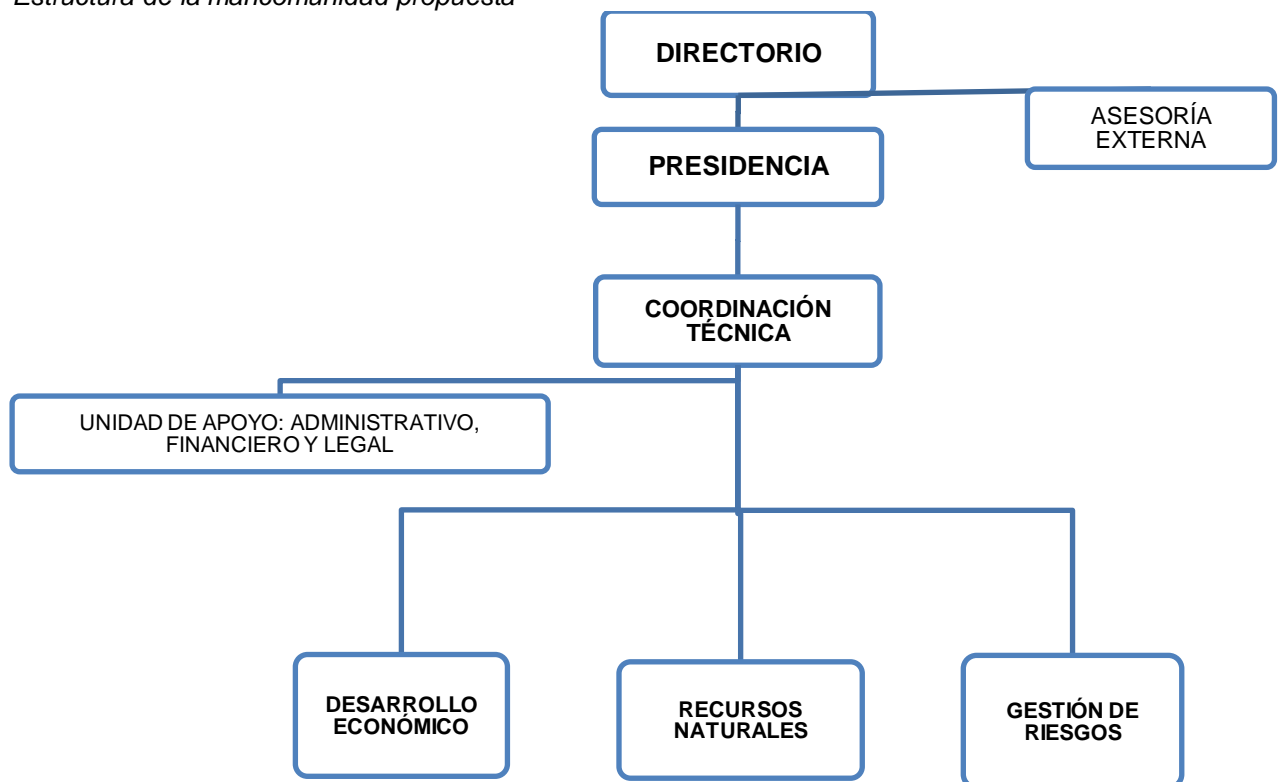 Estructura de la mancomunidad propuesta
DIRECTORIO
ASESORÍA
EXTERNA
PRESIDENCIA
COORDINACIÓN
TÉCNICA
UNIDAD DE APOYO: ADMINISTRATIVO,
FINANCIERO Y LEGAL
DESARROLLO
ECONÓMICO
RECURSOS
NATURALES
GESTIÓN DE
RIESGOS